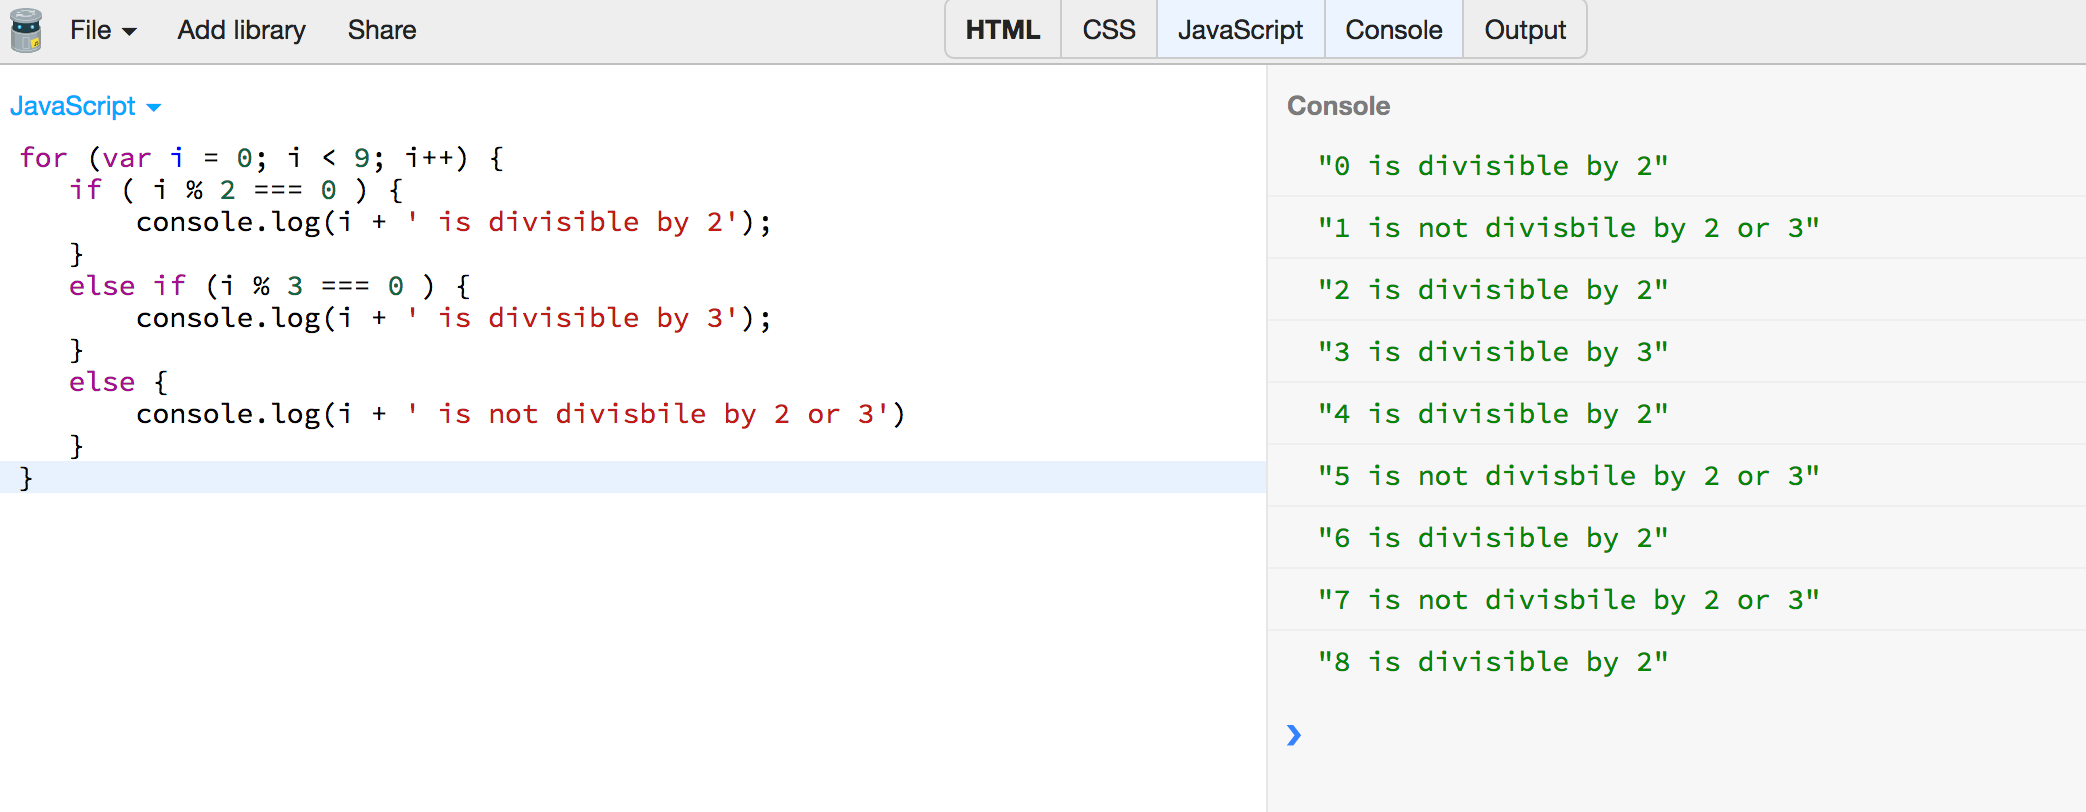 File Add library Share HTML CSS JavaScript Console Output
JavaScript
for (var i = 0; i < 9; i++) {
   if ( i % 2 === 0 ) {
       console.log(i + ' is divisible by 2');
   }
   else if (i % 3 === 0 ) {
       console.log(i + ' is divisible by 3');
   }
   else {
       console.log(i + ' is not divisbile by 2 or 3')
   }
}
Console
"0 is divisible by 2"
"1 is not divisbile by 2 or 3"
"2 is divisible by 2"
"3 is divisible by 3"
"4 is divisible by 2"
"5 is not divisbile by 2 or 3"
"6 is divisible by 2"
"7 is not divisbile by 2 or 3"
"8 is divisible by 2"